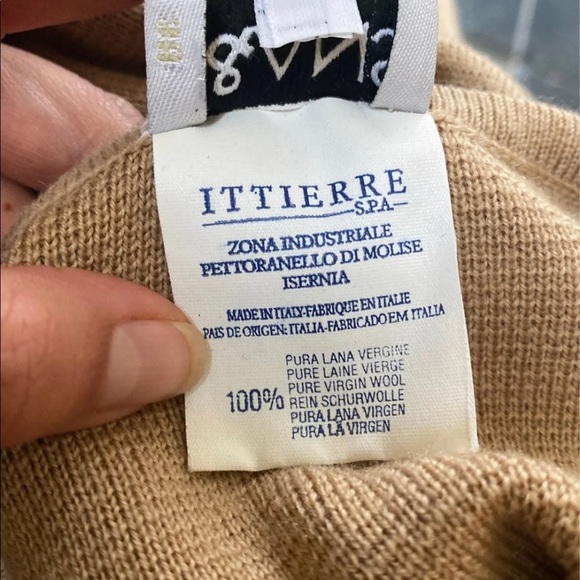 ITTIERRE
S.P.A.
ZONA INDUSTRIALE
PETTORANELLO DI MOLISE
ISERNIA
MADE IN ITALY-FABRIQUE EN ITALIE
PAIS DE ORIGEN: ITALIA-FABRICADO EM ITALIA
PURA LANA VERGINE
PURE LAINE VIERGE
100% PURE VIRGIN WOOL
REIN SCHURWOLLE
PURA LANA VIRGEN
PURA LÃ VIRGEN